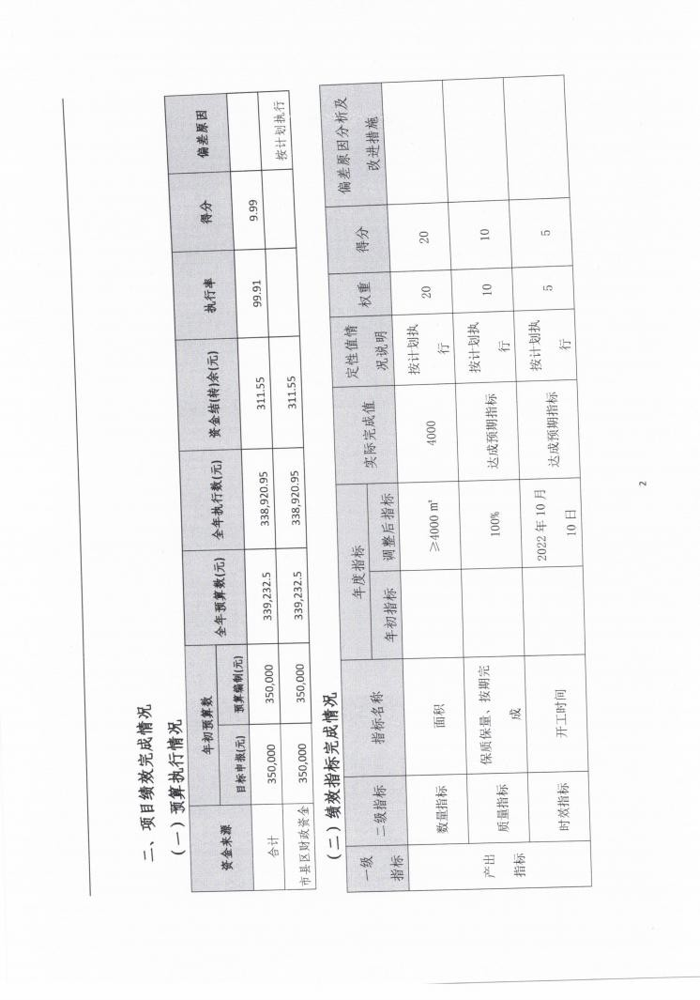 二、项目绩效完成情况
（一）预算执行情况
资金来源 年初预算数 全年预算数(元) 全年执行数(元) 资金结(转)余(元) 执行率 得分 偏差原因
目标申报(元) 预算编制(元)
合计 350,000 350,000 339,232.5 338,920.95 311.55 99.91 9.99
市县区财政资金 350,000 350,000 339,232.5 338,920.95 311.55 按计划执行
（二）绩效指标完成情况
一级
指标 二级指标 指标名称 年度指标 实际完成值 定性值情
况说明 权重 得分 偏差原因分析及
改进措施
年初指标 调整后指标
产出
指标
数量指标 面积 ≥4000 ㎡ 4000 按计划执
行 20 20
质量指标 保质保量、按期完
成 100% 达成预期指标 按计划执
行 10 10
时效指标 开工时间 2022 年 10 月
10 日 达成预期指标 按计划执
行 5 5
2